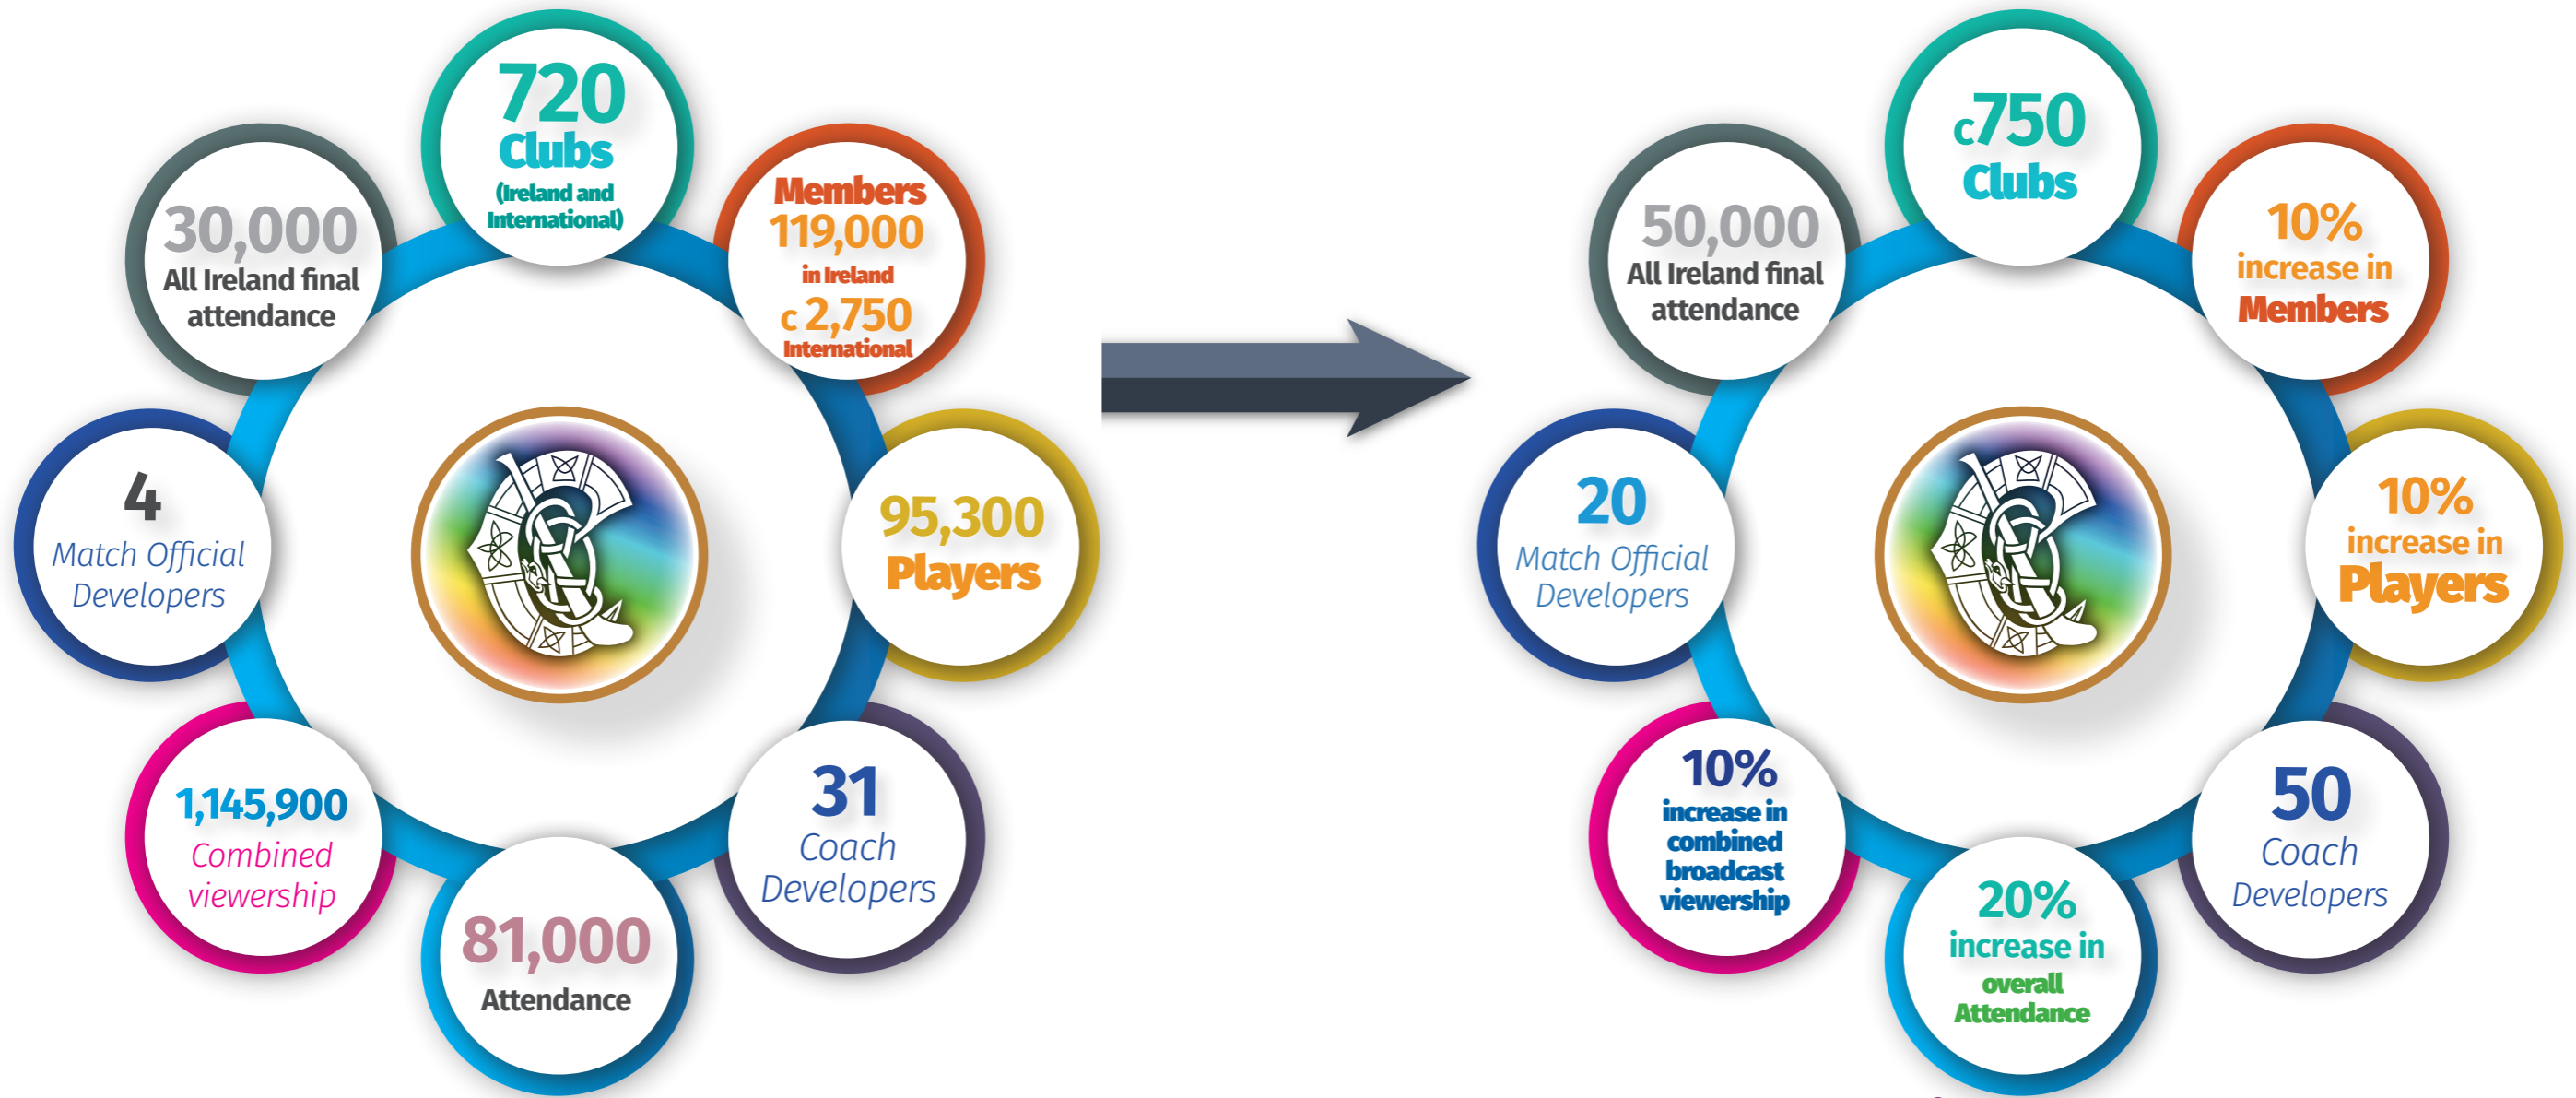 720
Clubs
(Ireland and
International)
Members
119,000
in Ireland
c 2,750
International
95,300
Players
31
Coach
Developers
81,000
Attendance
1,145,900
Combined
viewership
4
Match Official
Developers
30,000
All Ireland final
attendance
c750
Clubs
10%
increase in
Members
10%
increase in
Players
50
Coach
Developers
20%
increase in
overall
Attendance
10%
increase in
combined
broadcast
viewership
20
Match Official
Developers
50,000
All Ireland final
attendance